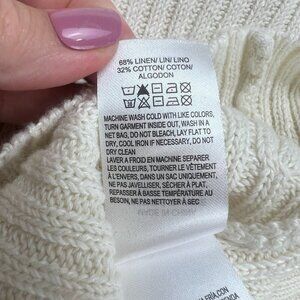 68% LINEN/LIN/ LINO
32% COTTON/ COTON/
ALGODON
MACHINE WASH COLD WITH LIKE COLORS,
TURN GARMENT INSIDE OUT, WASH IN A
NET BAG, DO NOT BLEACH, LAY FLAT TO
DRY, COOL IRON IF NECESSARY, DO NOT
DRY CLEAN
LAVER A FROID EN MACHINE SEPARER
LES COULEURS, TOURNER LE VÊTEMENT
À L'ENVERS, DANS UN SAC UNIQUEMENT,
NE PAS JAVELLISER, SÉCHER À PLAT,
REPASSER À BASSE TEMPÉRATURE AU
BESOIN, NE PAS NETTOYER À SEC